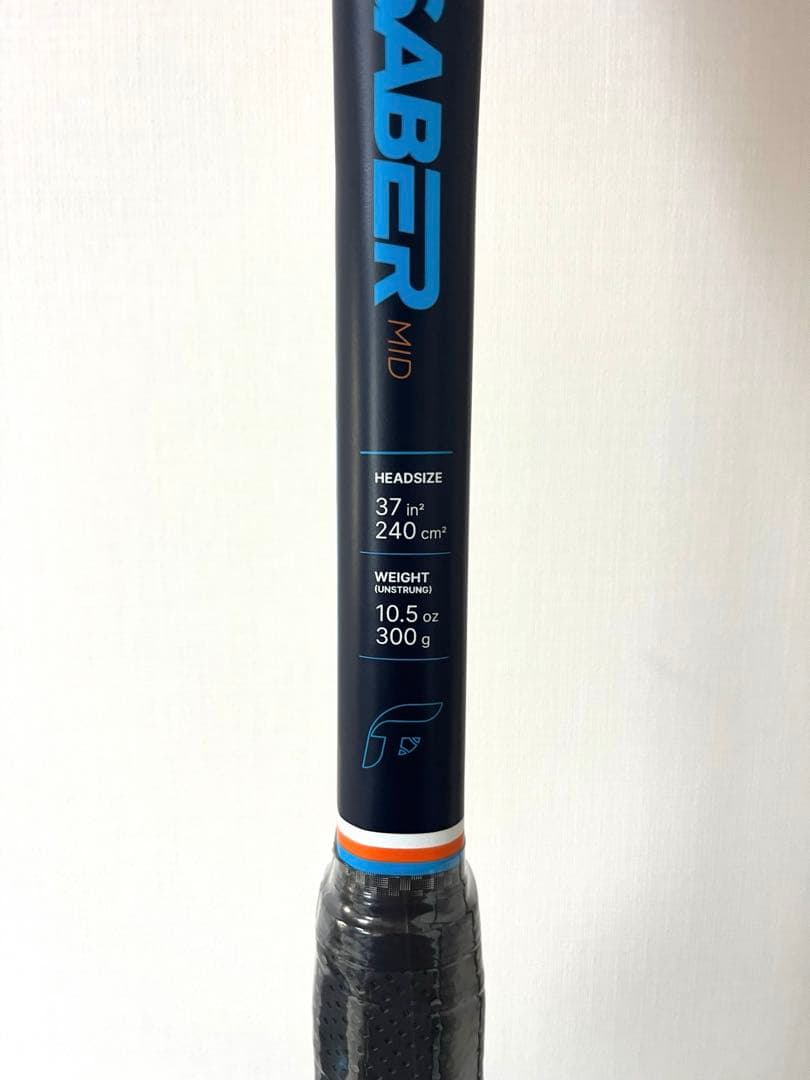 SABER
MID
HEADSIZE
37 in²
240 cm²
WEIGHT
(UNSTRUNG)
10.5 oz
300 g